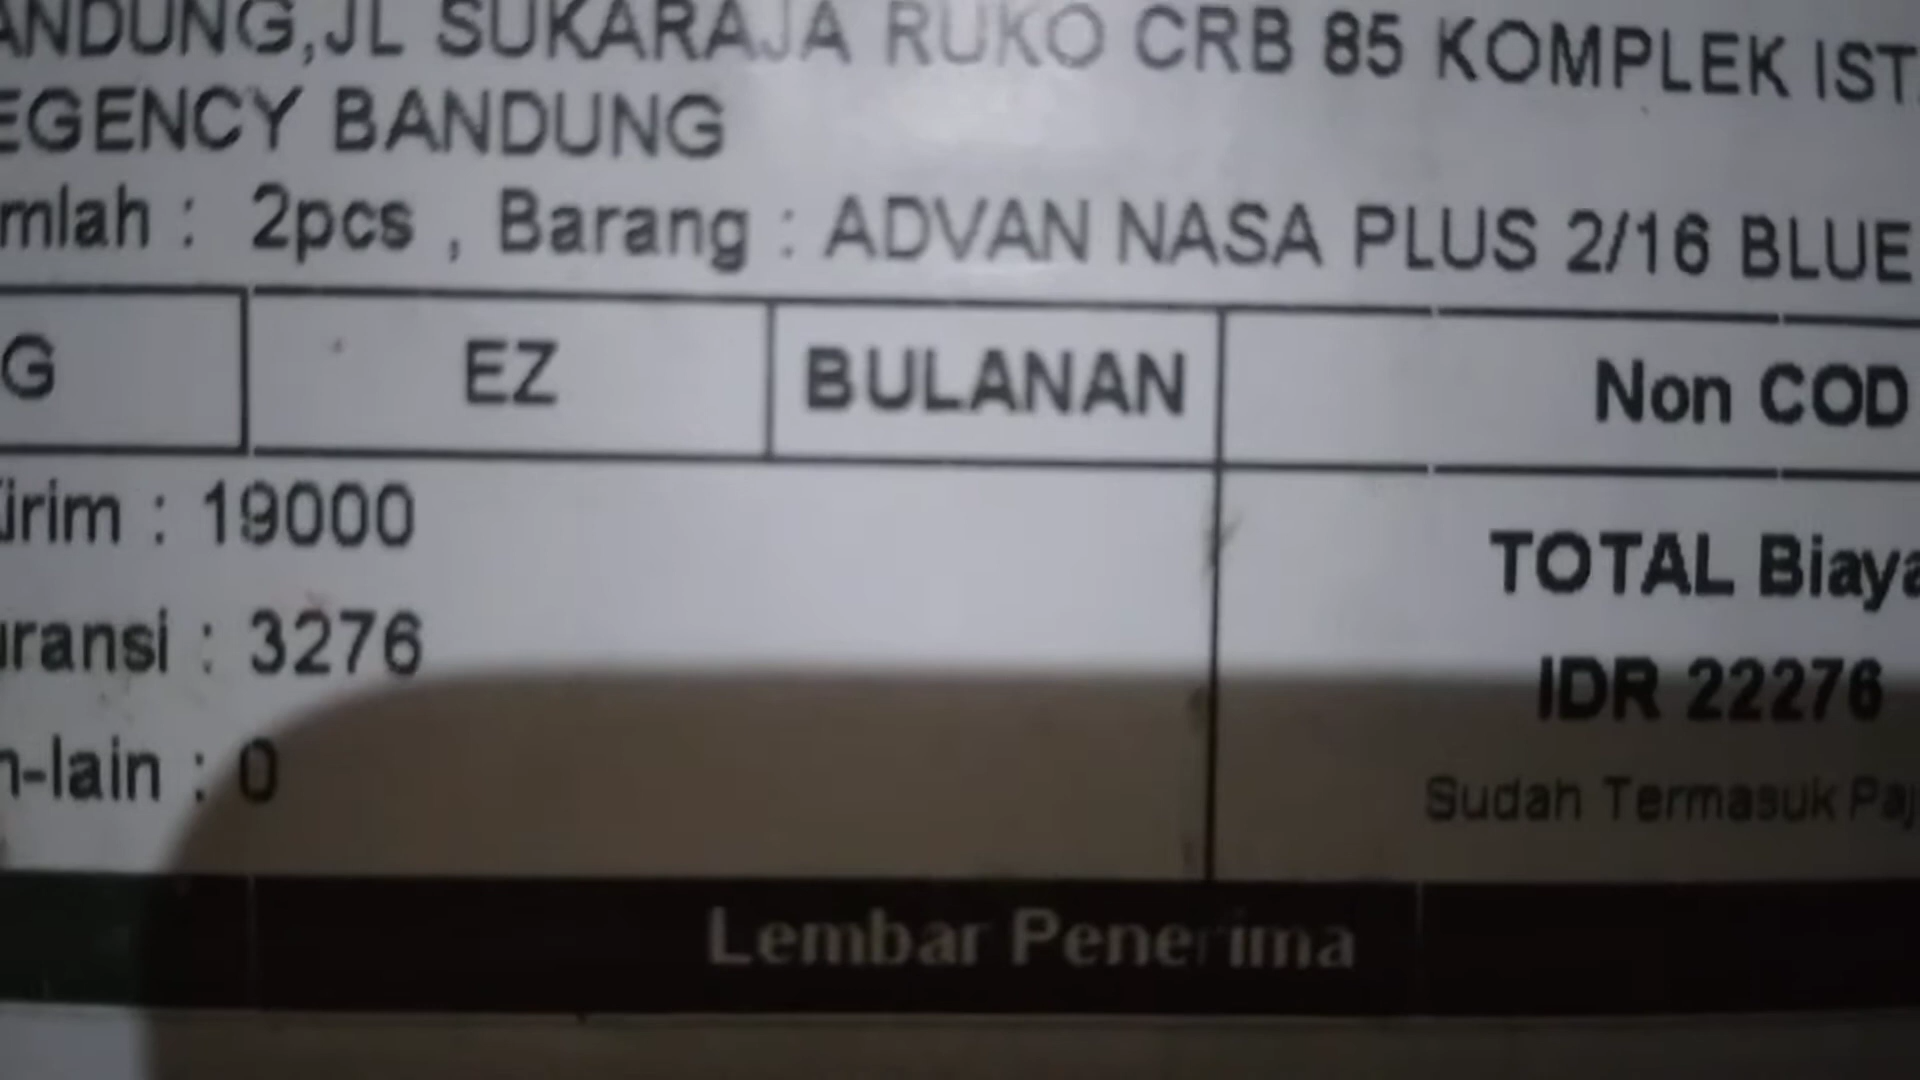 ANDUNG,JL SUKARAJA RUKO CRB 85 KOMPLEK IST
EGENCY BANDUNG
mlah : 2pcs , Barang : ADVAN NASA PLUS 2/16 BLUE
G EZ BULANAN Non COD
irim : 19000
TOTAL Biaya
uransi : 3276
IDR 22276
n-lain : 0
Sudah Termasuk Paj
Lembar Penerima